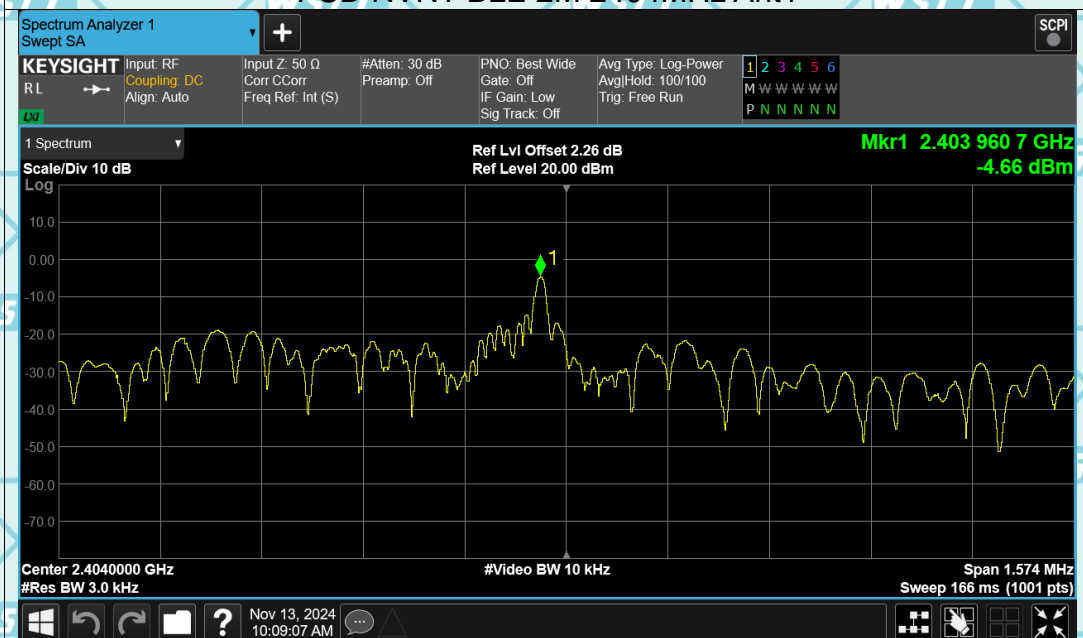 Spectrum Analyzer 1
Swept SA
+
SCPI
KEYSIGHT
RL
LXI
Input: RF
Coupling: DC
Align: Auto
Input Z: 50 Ω
Corr CCorr
Freq Ref: Int (S)
#Atten: 30 dB
Preamp: Off
PNO: Best Wide
Gate: Off
IF Gain: Low
Sig Track: Off
Avg Type: Log-Power
Avg|Hold: 100/100
Trig: Free Run
1 2 3 4 5 6
M W W W W W
P N N N N N
1 Spectrum
Scale/Div 10 dB
Log
Ref Lvl Offset 2.26 dB
Ref Level 20.00 dBm
Mkr1 2.403 960 7 GHz
-4.66 dBm
1
10.0
0.00
-10.0
-20.0
-30.0
-40.0
-50.0
-60.0
-70.0
Center 2.4040000 GHz
#Res BW 3.0 kHz
#Video BW 10 kHz
Span 1.574 MHz
Sweep 166 ms (1001 pts)
?
Nov 13, 2024
10:09:07 AM